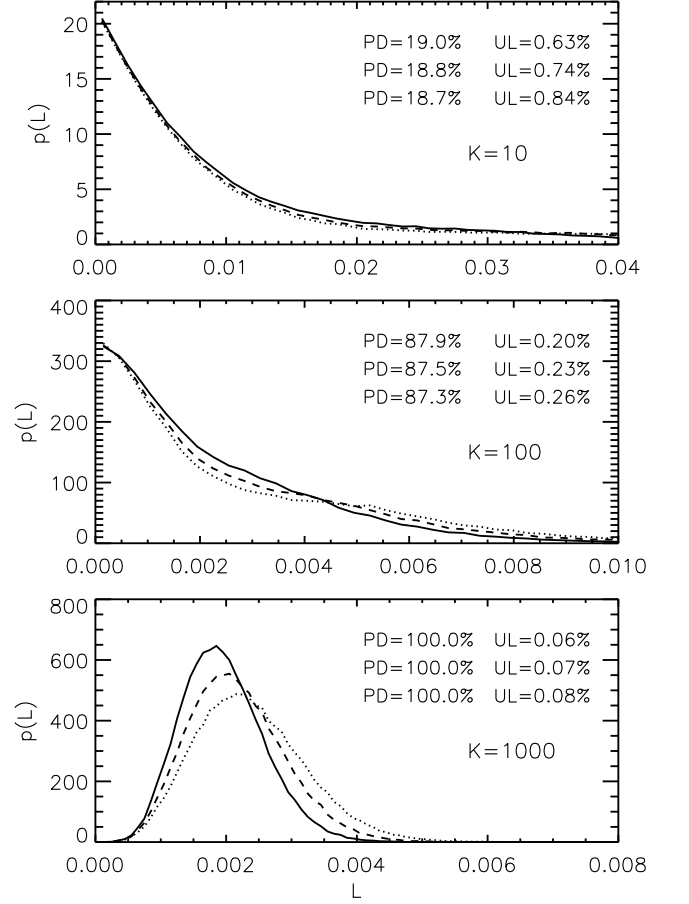 20
15
10
5
0
p(L)
PD=19.0% UL=0.63%
PD=18.8% UL=0.74%
PD=18.7% UL=0.84%
K=10
0.00 0.01 0.02 0.03 0.04
400
300
200
100
0
p(L)
PD=87.9% UL=0.20%
PD=87.5% UL=0.23%
PD=87.3% UL=0.26%
K=100
0.000 0.002 0.004 0.006 0.008 0.010
800
600
400
200
0
p(L)
PD=100.0% UL=0.06%
PD=100.0% UL=0.07%
PD=100.0% UL=0.08%
K=1000
0.000 0.002 0.004 0.006 0.008
L